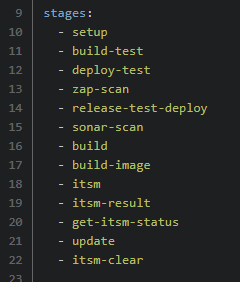 9 stages:
10   - setup
11   - build-test
12   - deploy-test
13   - zap-scan
14   - release-test-deploy
15   - sonar-scan
16   - build
17   - build-image
18   - itsm
19   - itsm-result
20   - get-itsm-status
21   - update
22   - itsm-clear
23